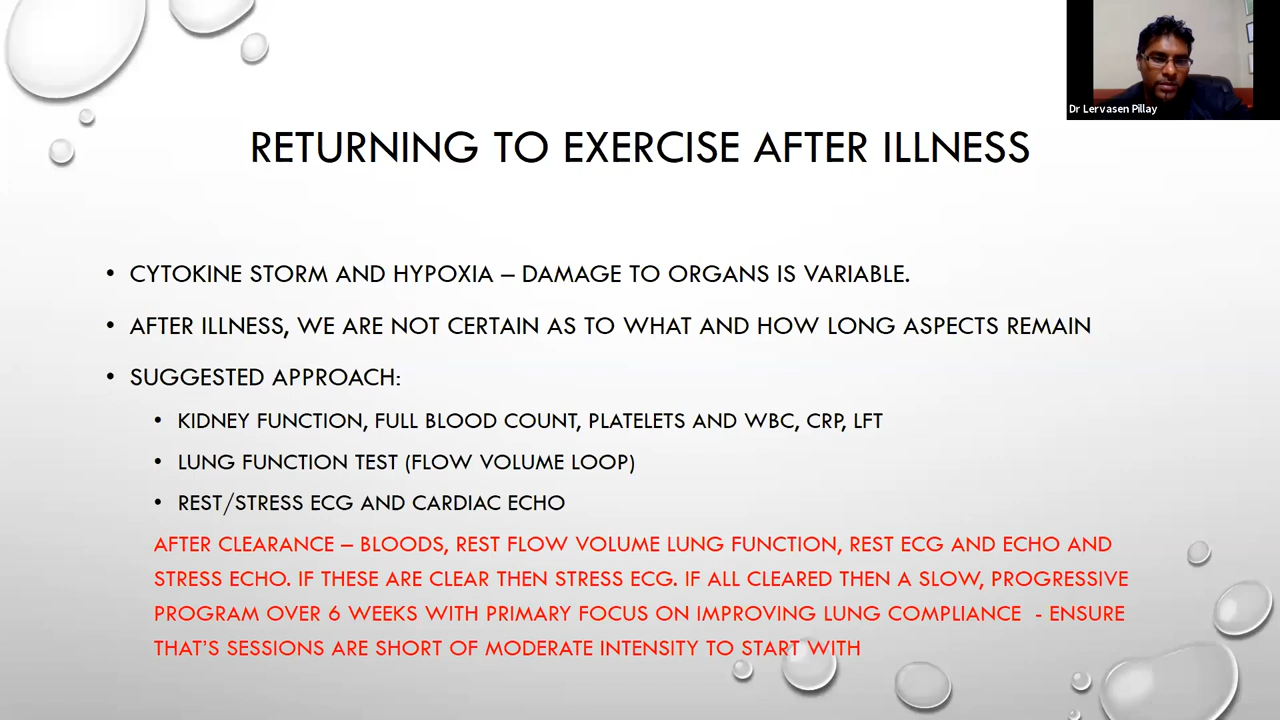 Dr Lervasen Pillay
RETURNING TO EXERCISE AFTER ILLNESS
• CYTOKINE STORM AND HYPOXIA – DAMAGE TO ORGANS IS VARIABLE.
• AFTER ILLNESS, WE ARE NOT CERTAIN AS TO WHAT AND HOW LONG ASPECTS REMAIN
• SUGGESTED APPROACH:
• KIDNEY FUNCTION, FULL BLOOD COUNT, PLATELETS AND WBC, CRP, LFT
• LUNG FUNCTION TEST (FLOW VOLUME LOOP)
• REST/STRESS ECG AND CARDIAC ECHO
AFTER CLEARANCE – BLOODS, REST FLOW VOLUME LUNG FUNCTION, REST ECG AND ECHO AND
STRESS ECHO. IF THESE ARE CLEAR THEN STRESS ECG. IF ALL CLEARED THEN A SLOW, PROGRESSIVE
PROGRAM OVER 6 WEEKS WITH PRIMARY FOCUS ON IMPROVING LUNG COMPLIANCE - ENSURE
THAT'S SESSIONS ARE SHORT OF MODERATE INTENSITY TO START WITH